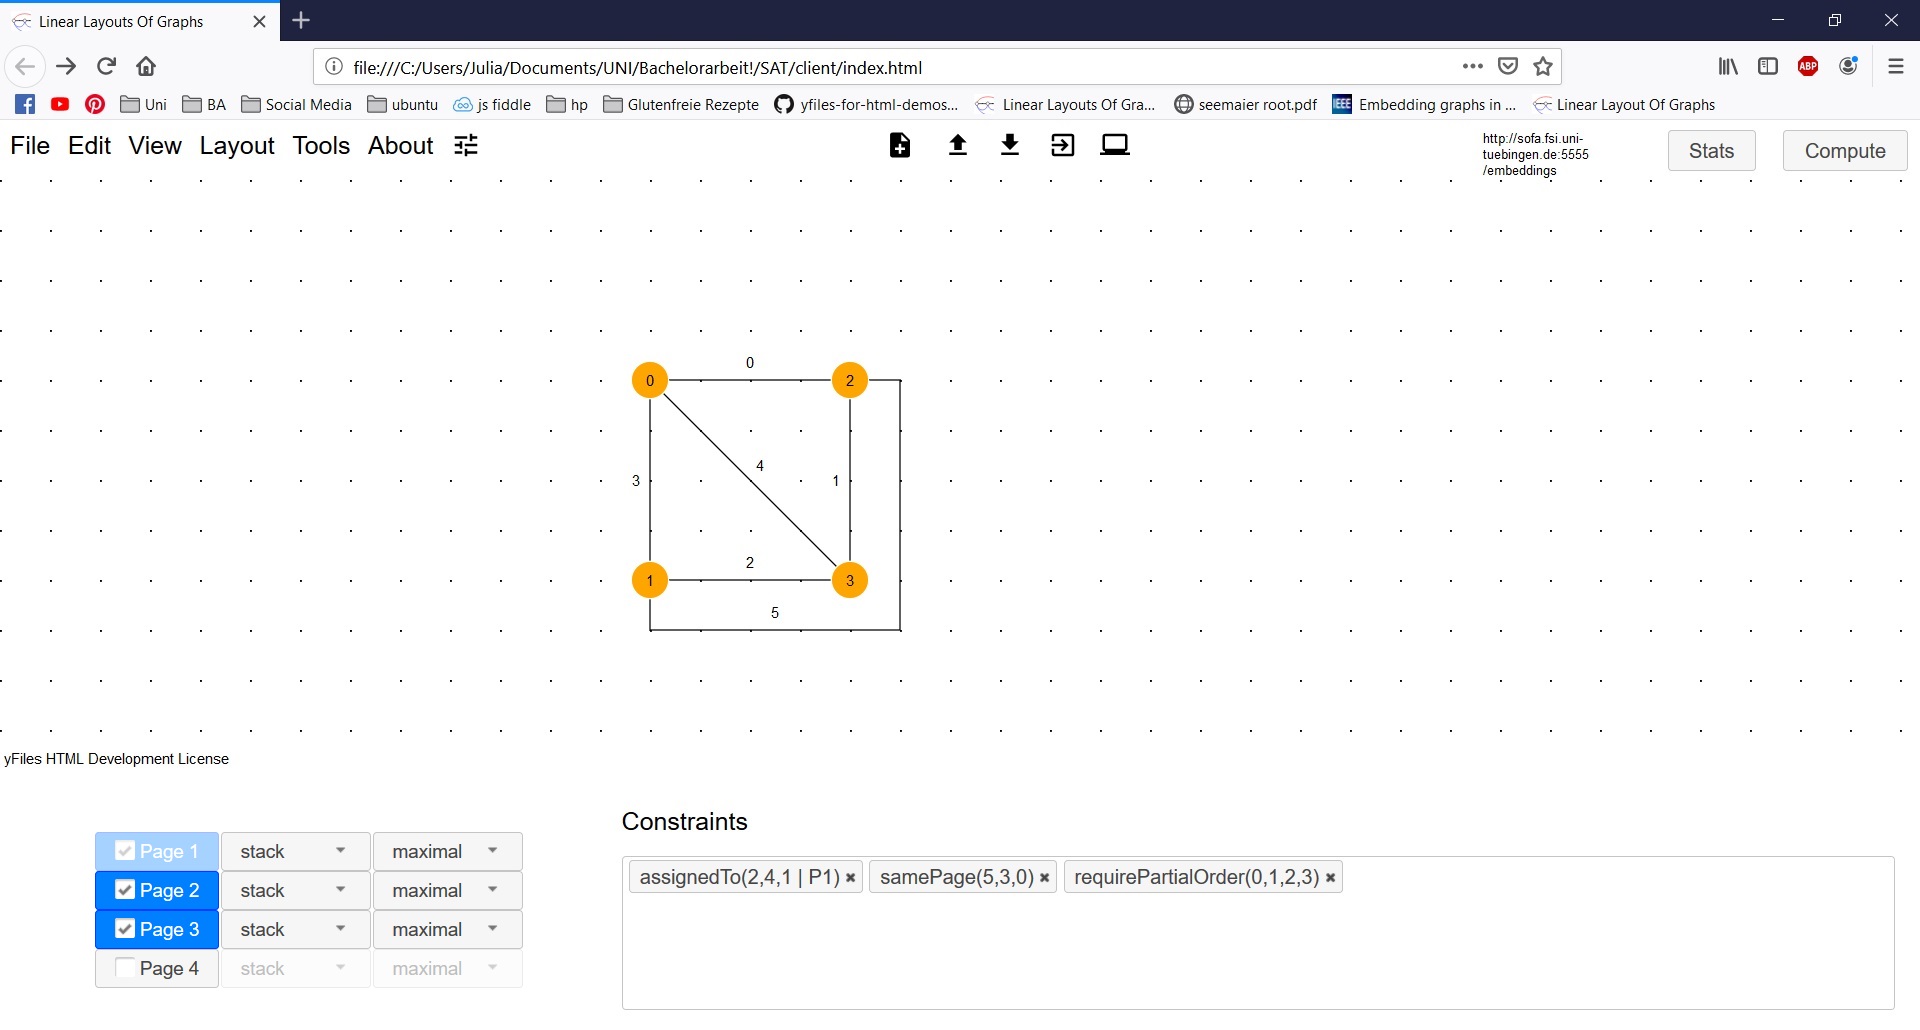 Linear Layouts Of Graphs
file:///C:/Users/Julia/Documents/UNI/Bachelorarbeit!/SAT/client/index.html
ABP
Uni BA Social Media ubuntu js fiddle hp Glutenfreie Rezepte yfiles-for-html-demos... Linear Layouts Of Gra... seemaier root.pdf IEEE Embedding graphs in ... Linear Layout Of Graphs
File Edit View Layout Tools About
http://sofa.fsi.uni-
tuebingen.de:5555
/embeddings
Stats Compute
0
0 2
4
3 1
2
1 3
5
yFiles HTML Development License
Constraints
Page 1 stack maximal
Page 2 stack maximal
Page 3 stack maximal
Page 4 stack maximal
assignedTo(2,4,1 | P1) × samePage(5,3,0) × requirePartialOrder(0,1,2,3) ×